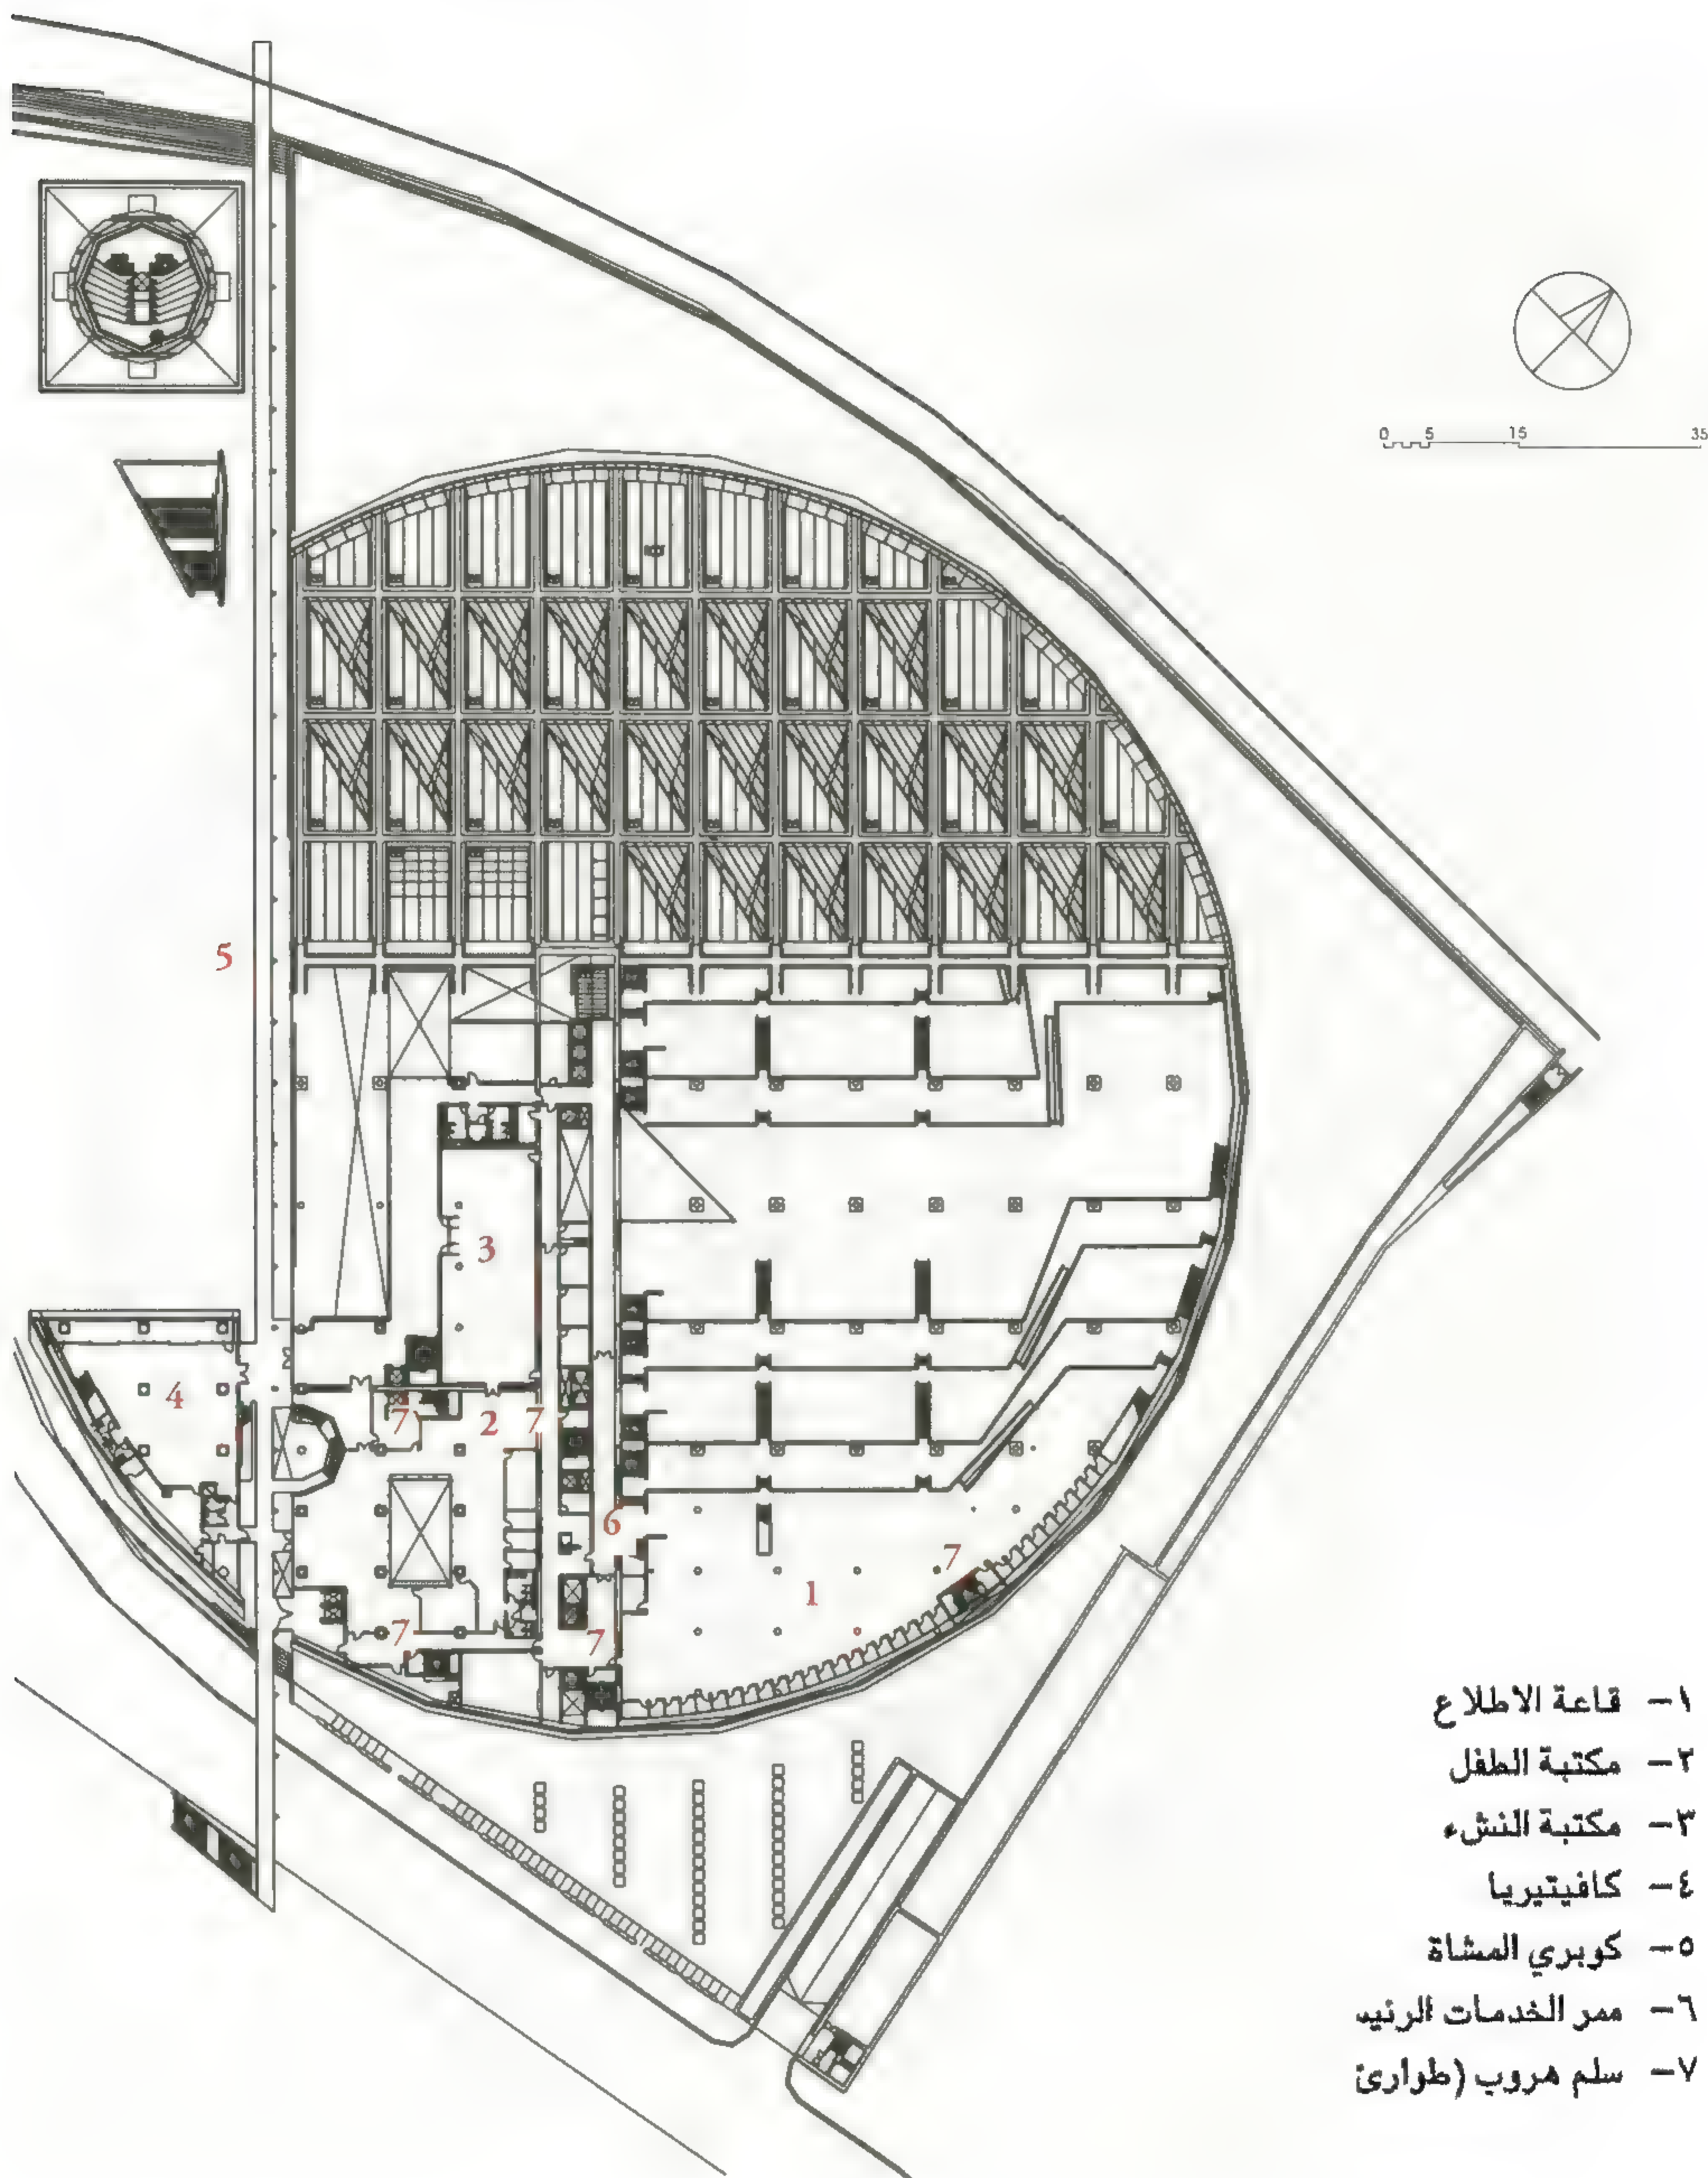 0 5 15 35
5
3
4
7
2
7
6
7
1
7
7
١– قاعة الاطلاع
٢– مكتبة الطفل
٣– مكتبة النشء
٤– كافيتيريا
٥– كوبري المشاة
٦– ممر الخدمات الرئيس
٧– سلم هروب (طوارئ